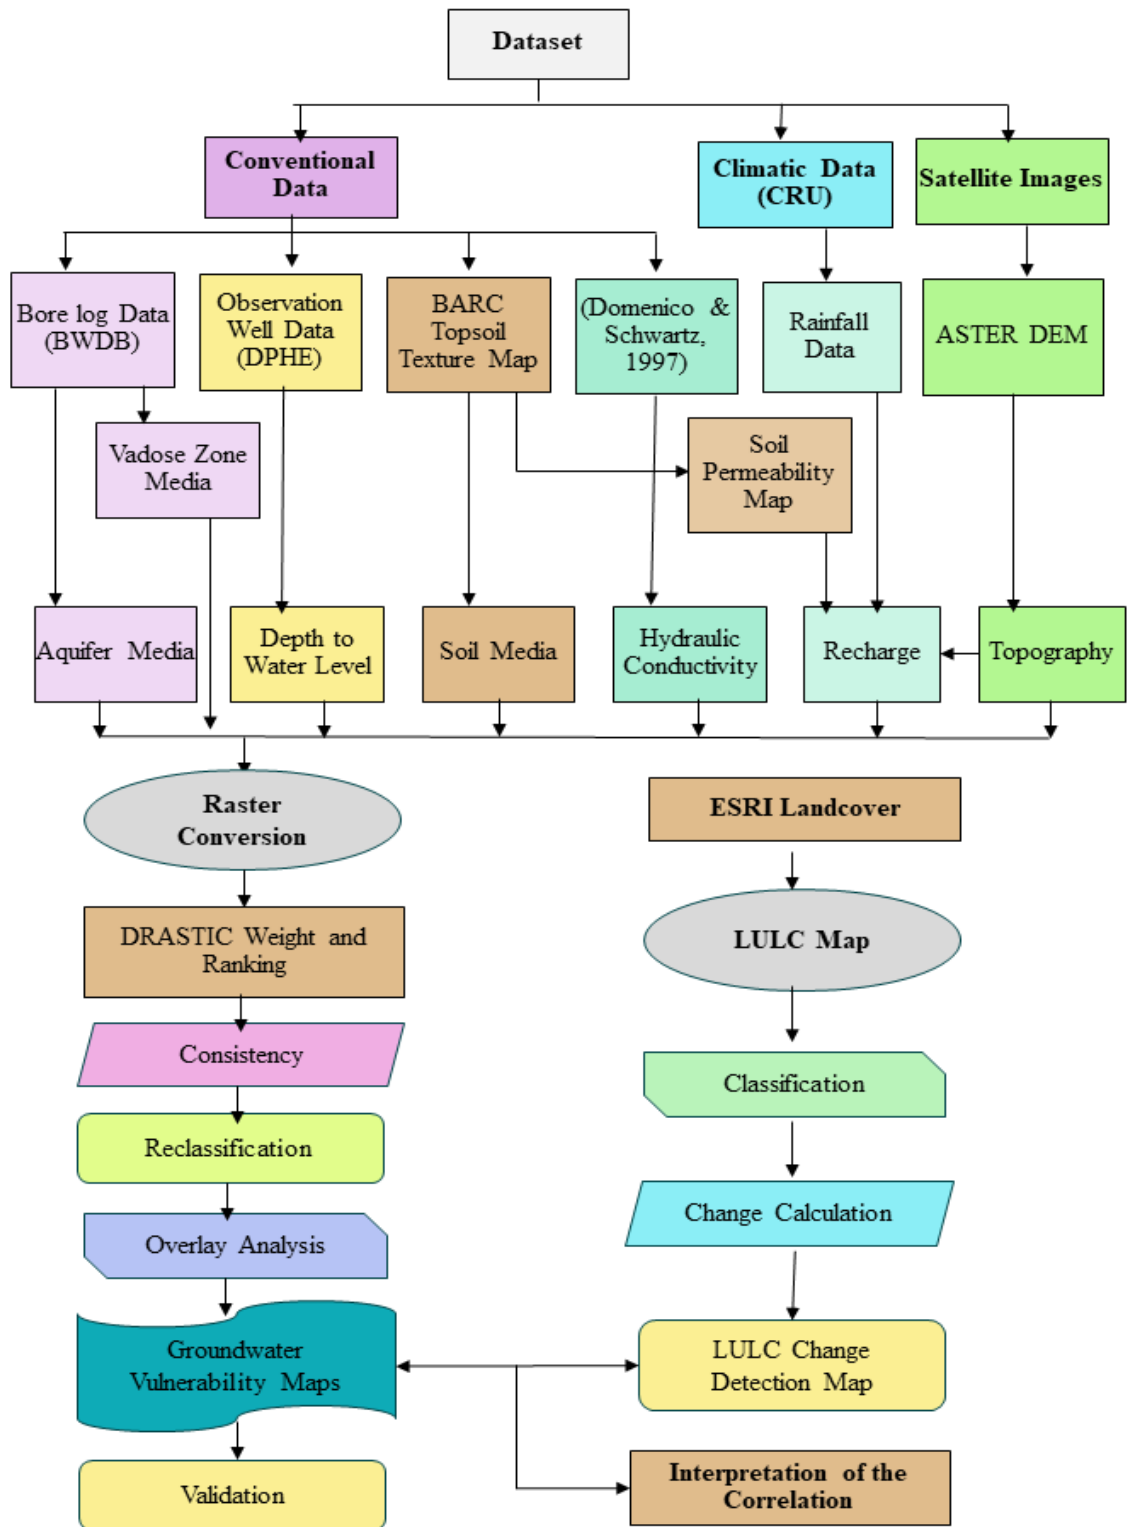 Dataset
Conventional
Data
Climatic Data
(CRU)
Satellite Images
Bore log Data
(BWDB)
Observation
Well Data
(DPHE)
BARC
Topsoil
Texture Map
(Domenico &
Schwartz,
1997)
Rainfall
Data
ASTER DEM
Vadose Zone
Media
Soil
Permeability
Map
Aquifer Media
Depth to
Water Level
Soil Media
Hydraulic
Conductivity
Recharge
Topography
Raster
Conversion
DRASTIC Weight and
Ranking
Consistency
Reclassification
Overlay Analysis
Groundwater
Vulnerability Maps
Validation
ESRI Landcover
LULC Map
Classification
Change Calculation
LULC Change
Detection Map
Interpretation of the
Correlation